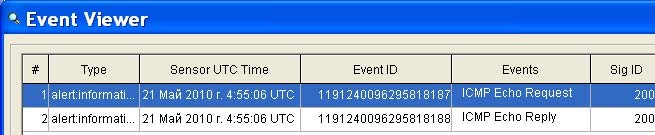 Event Viewer
# Type Sensor UTC Time Event ID Events Sig ID
1 alert:informati... 21 Май 2010 г. 4:55:06 UTC 1191240096295818187 ICMP Echo Request 200
2 alert:informati... 21 Май 2010 г. 4:55:06 UTC 1191240096295818188 ICMP Echo Reply 200